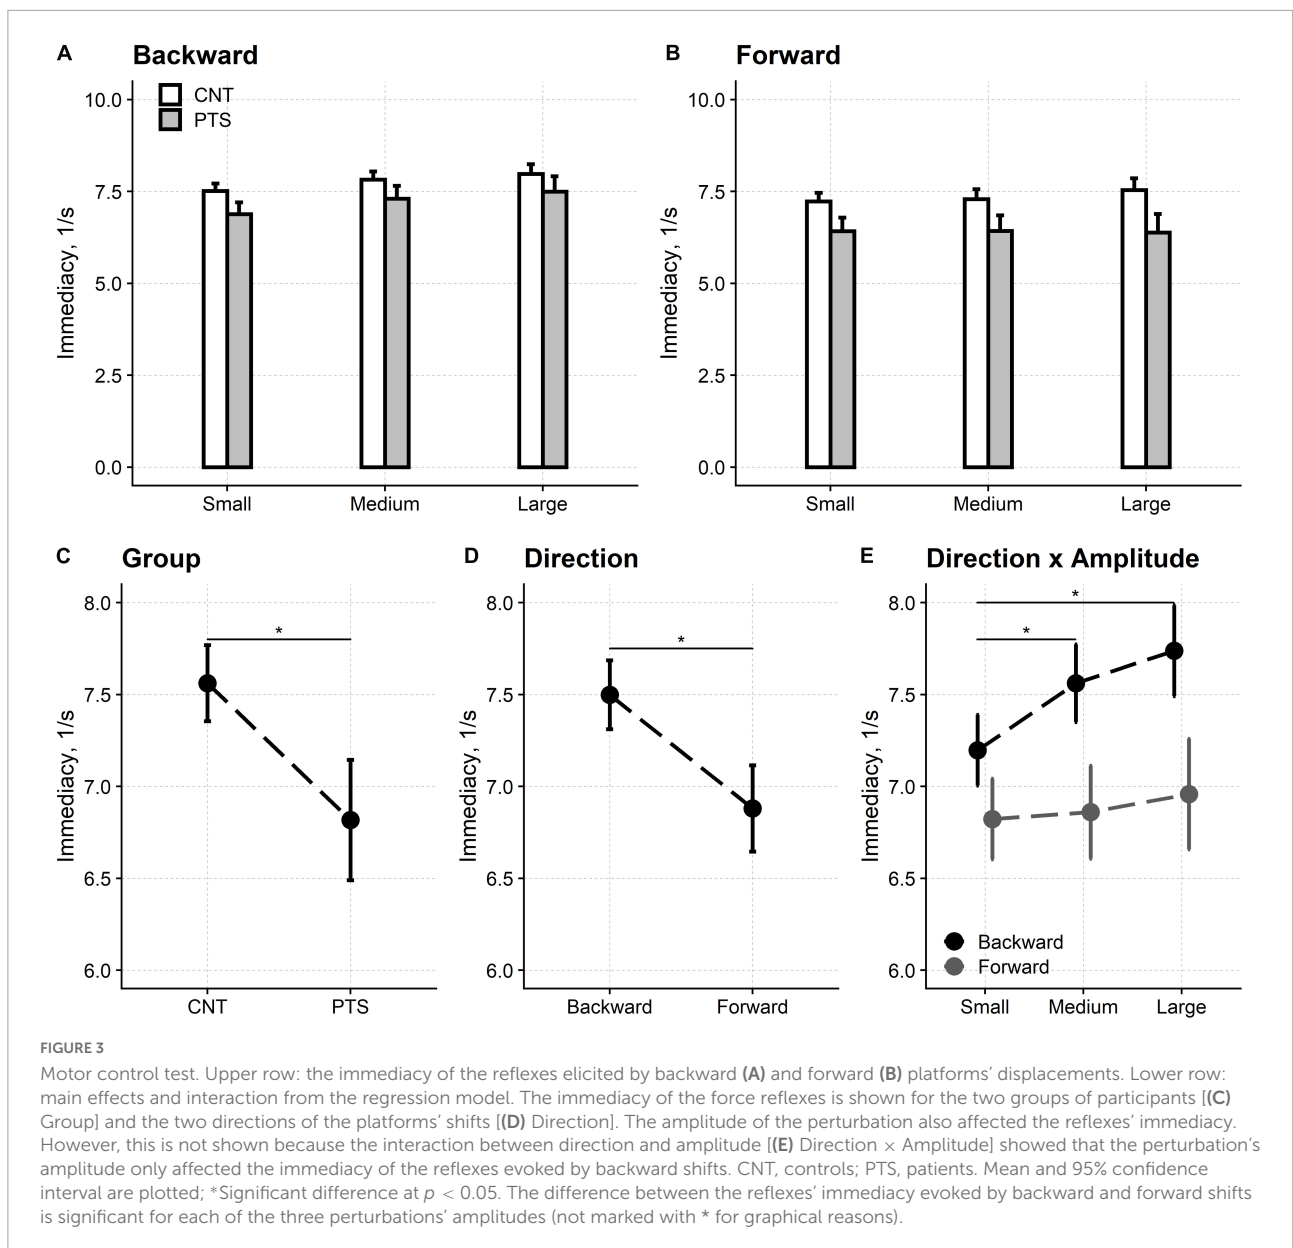 A Backward
CNT
PTS
10.0
7.5
5.0
2.5
0.0
Immediacy, 1/s
Small Medium Large
B Forward
10.0
7.5
5.0
2.5
0.0
Immediacy, 1/s
Small Medium Large
C Group
8.0
7.5
7.0
6.5
6.0
Immediacy, 1/s
*
CNT PTS
D Direction
8.0
7.5
7.0
6.5
6.0
Immediacy, 1/s
*
Backward Forward
E Direction x Amplitude
8.0
7.5
7.0
6.5
6.0
Immediacy, 1/s
*
*
Backward
Forward
Small Medium Large
FIGURE 3
Motor control test. Upper row: the immediacy of the reflexes elicited by backward (A) and forward (B) platforms’ displacements. Lower row:
main effects and interaction from the regression model. The immediacy of the force reflexes is shown for the two groups of participants [(C)
Group] and the two directions of the platforms’ shifts [(D) Direction]. The amplitude of the perturbation also affected the reflexes’ immediacy.
However, this is not shown because the interaction between direction and amplitude [(E) Direction × Amplitude] showed that the perturbation’s
amplitude only affected the immediacy of the reflexes evoked by backward shifts. CNT, controls; PTS, patients. Mean and 95% confidence
interval are plotted; *Significant difference at p < 0.05. The difference between the reflexes’ immediacy evoked by backward and forward shifts
is significant for each of the three perturbations’ amplitudes (not marked with * for graphical reasons).